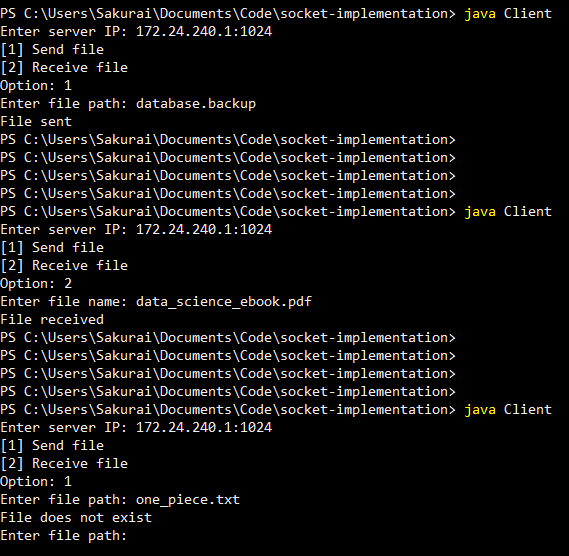 PS C:\Users\Sakurai\Documents\Code\socket-implementation> java Client
Enter server IP: 172.24.240.1:1024
[1] Send file
[2] Receive file
Option: 1
Enter file path: database.backup
File sent
PS C:\Users\Sakurai\Documents\Code\socket-implementation>
PS C:\Users\Sakurai\Documents\Code\socket-implementation>
PS C:\Users\Sakurai\Documents\Code\socket-implementation>
PS C:\Users\Sakurai\Documents\Code\socket-implementation>
PS C:\Users\Sakurai\Documents\Code\socket-implementation> java Client
Enter server IP: 172.24.240.1:1024
[1] Send file
[2] Receive file
Option: 2
Enter file name: data_science_ebook.pdf
File received
PS C:\Users\Sakurai\Documents\Code\socket-implementation>
PS C:\Users\Sakurai\Documents\Code\socket-implementation>
PS C:\Users\Sakurai\Documents\Code\socket-implementation>
PS C:\Users\Sakurai\Documents\Code\socket-implementation>
PS C:\Users\Sakurai\Documents\Code\socket-implementation> java Client
Enter server IP: 172.24.240.1:1024
[1] Send file
[2] Receive file
Option: 1
Enter file path: one_piece.txt
File does not exist
Enter file path: